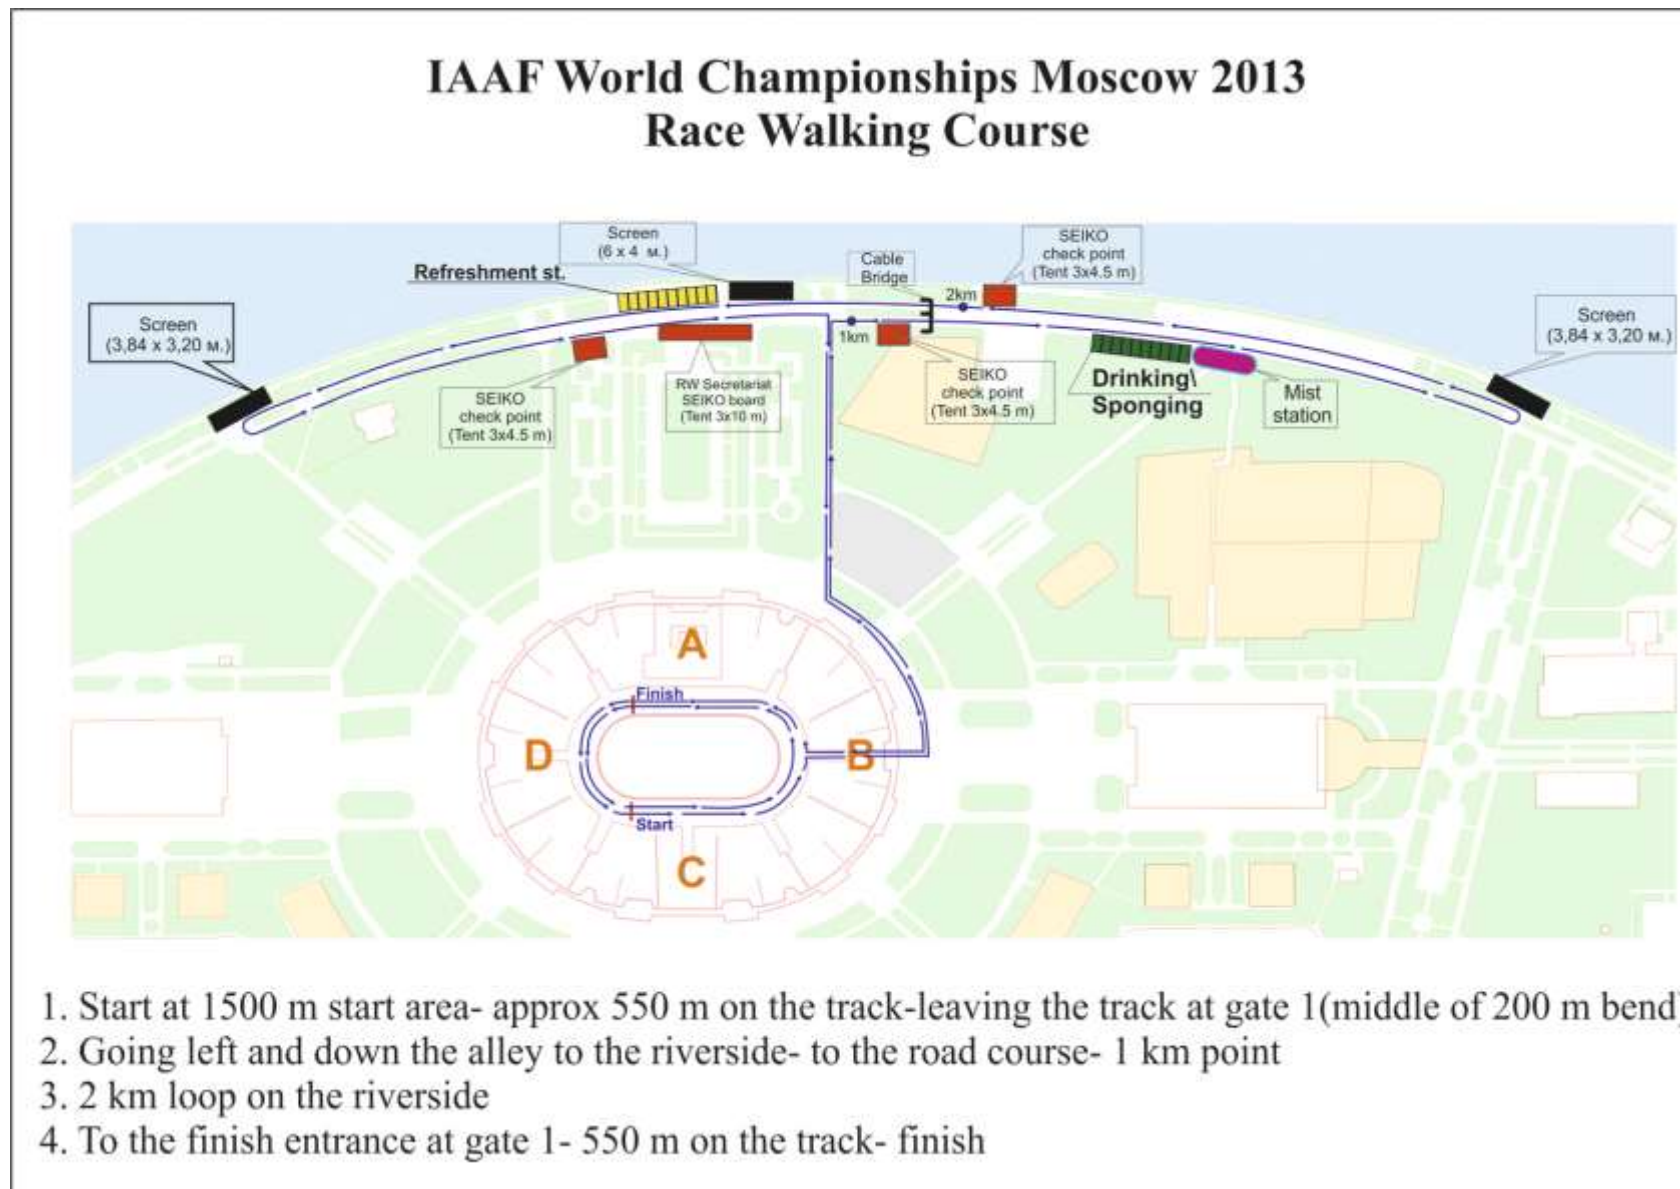 IAAF World Championships Moscow 2013
Race Walking Course
Screen
(6 x 4 м.)
SEIKO
check point
(Tent 3x4.5 m)
Cable
Bridge
Refreshment st.
2km
Screen
(3,84 x 3,20 м.)
Screen
(3,84 x 3,20 м.)
1km
SEIKO
check point
(Tent 3x4.5 m)
RW Secretariat
SEIKO board
(Tent 3x10 m)
SEIKO
check point
(Tent 3x4.5 m)
Drinking\
Sponging
Mist
station
A
Finish
D
B
Start
C
1. Start at 1500 m start area- approx 550 m on the track-leaving the track at gate 1(middle of 200 m bend
2. Going left and down the alley to the riverside- to the road course- 1 km point
3. 2 km loop on the riverside
4. To the finish entrance at gate 1- 550 m on the track- finish